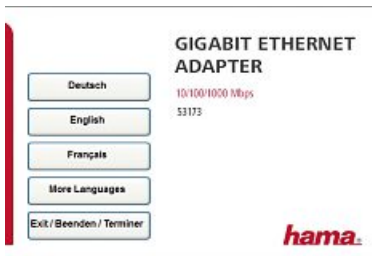 GIGABIT ETHERNET
ADAPTER
10/100/1000 Mbps
53173
Deutsch
English
Français
More Languages
Exit / Beenden / Terminer
hama.